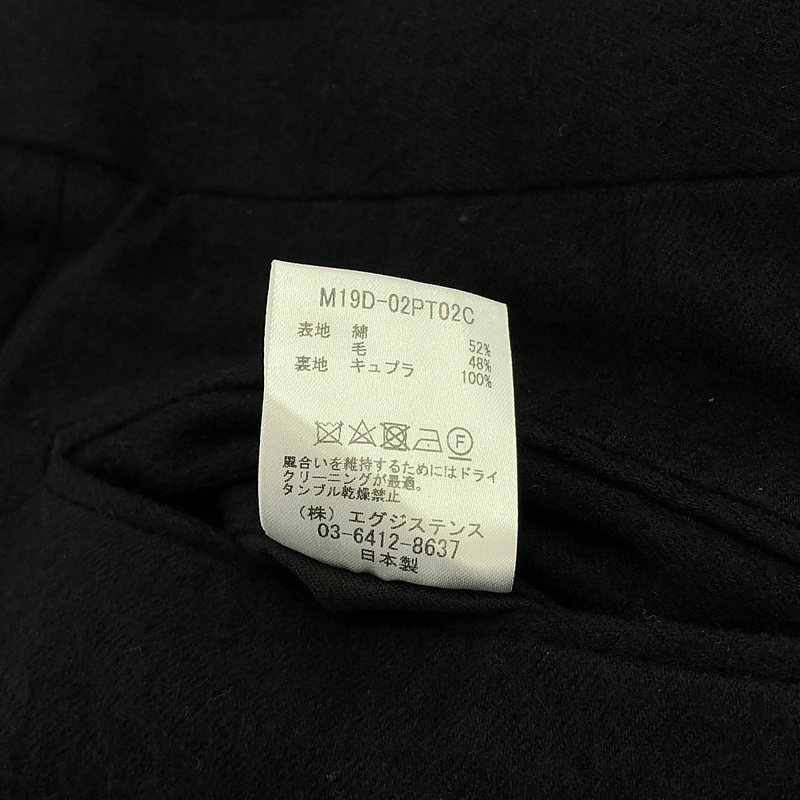 M19D-02PT02C
表地 綿 52%
毛 48%
裏地 キュプラ 100%
F
風合いを維持するためにはドライ
クリーニングが最適。
タンブル乾燥禁止
(株) エグジステンス
03-6412-8637
日本製